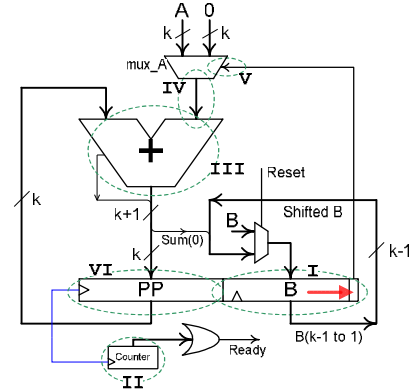 A 0
k k
mux_A
IV V
+
III
k
k+1
Reset
B
Shifted B
Sum(0)
k
k-1
VI I
PP B
B(k-1 to 1)
Counter
Ready
II